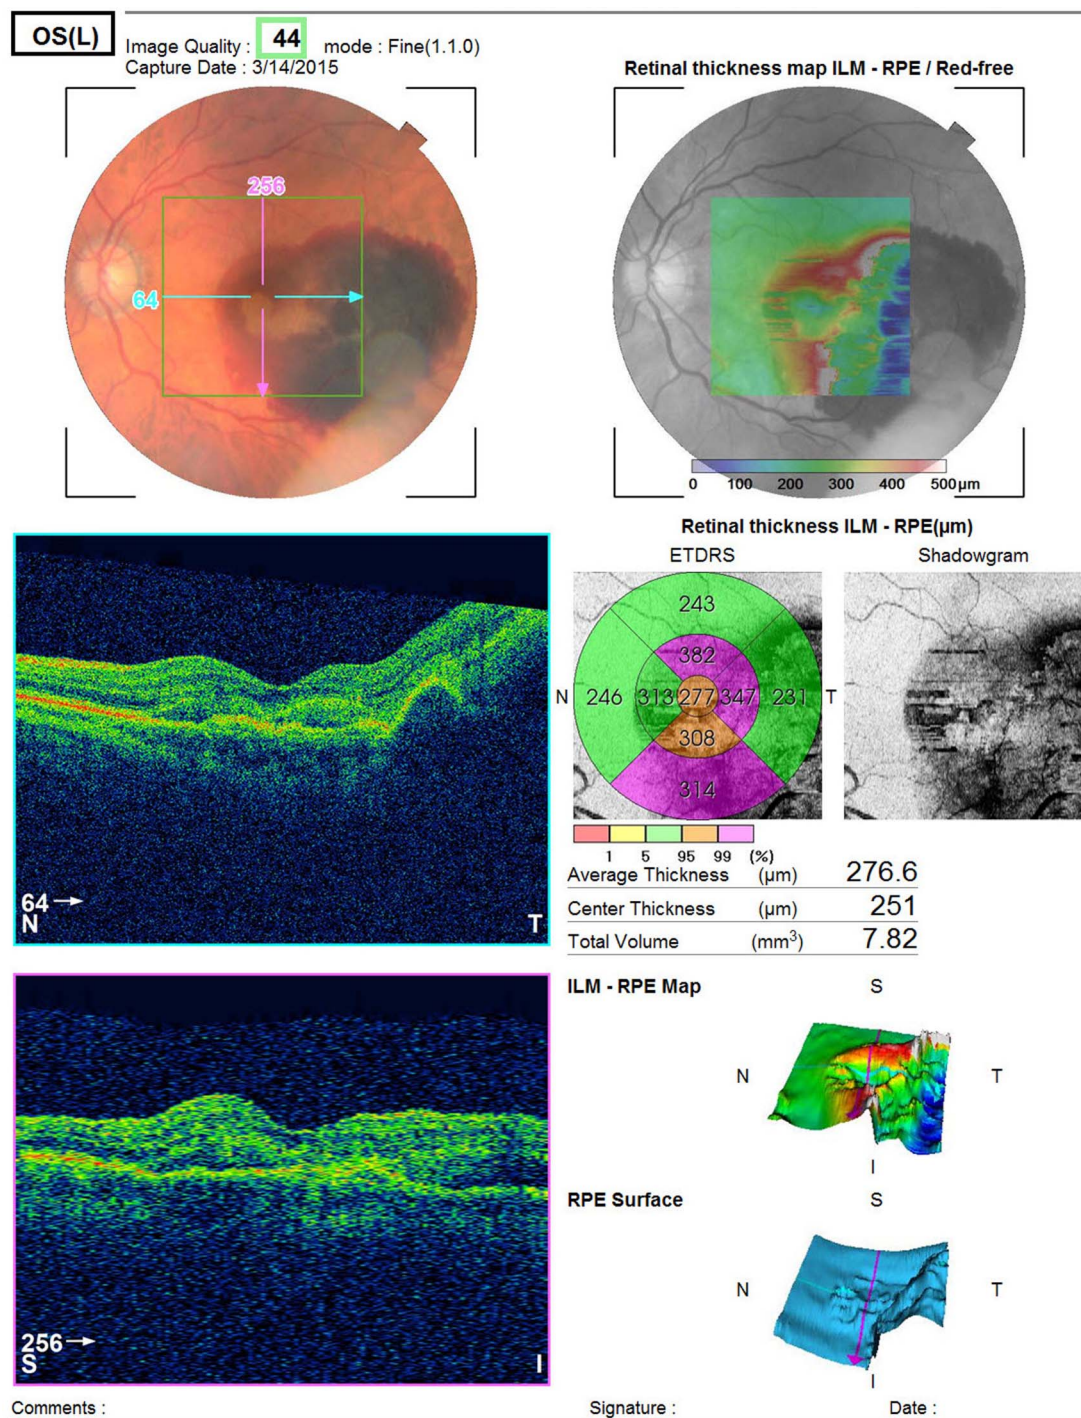 OS(L)
Image Quality : 44 mode : Fine(1.1.0)
Capture Date : 3/14/2015
Retinal thickness map ILM - RPE / Red-free
256
64
0 100 200 300 400 500μm
Retinal thickness ILM - RPE(μm)
ETDRS Shadowgram
243
382
N 246 313 277 347 231 T
308
314
1 5 95 99 (%)
Average Thickness (μm) 276.6
Center Thickness (μm) 251
Total Volume (mm³) 7.82
64
N T
ILM - RPE Map S
N T
I
RPE Surface S
N T
I
256
S I
Comments : Signature : Date :